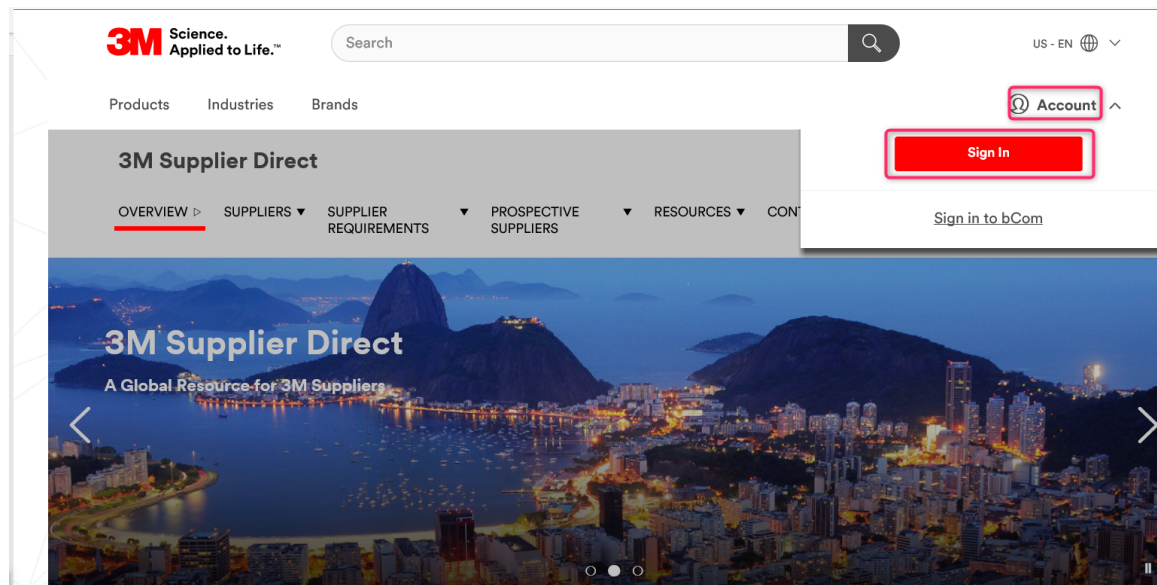 3M Science.
Applied to Life.™
Search
US - EN
Products Industries Brands
Account
Sign In
Sign in to bCom
3M Supplier Direct
OVERVIEW SUPPLIERS SUPPLIER REQUIREMENTS PROSPECTIVE SUPPLIERS RESOURCES CON
3M Supplier Direct
A Global Resource for 3M Suppliers